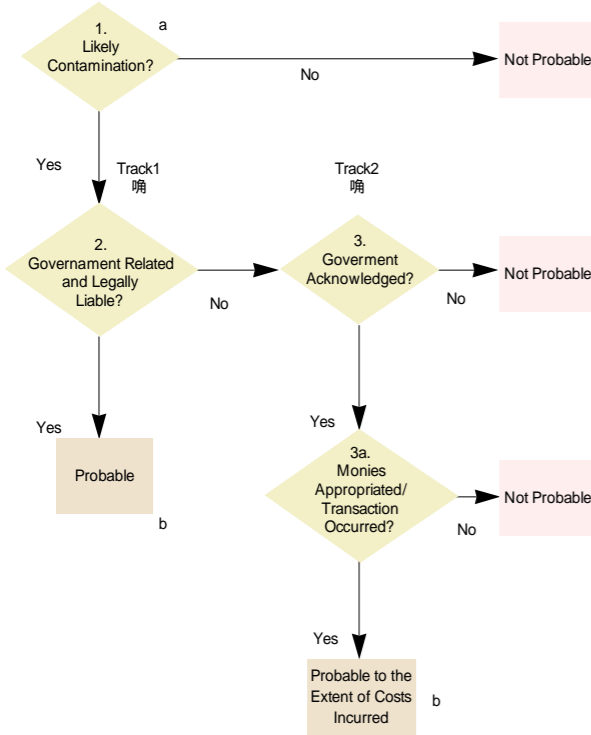 a
1.
Likely
Contamination?
No
Not Probable
Yes
Track1
唷
Track2
唷
2.
Governament Related
and Legally
Liable?
No
3.
Goverment
Acknowledged?
No
Not Probable
Yes
Probable
b
Yes
3a.
Monies
Appropriated/
Transaction
Occurred?
No
Not Probable
Yes
Probable to the
Extent of Costs
Incurred
b